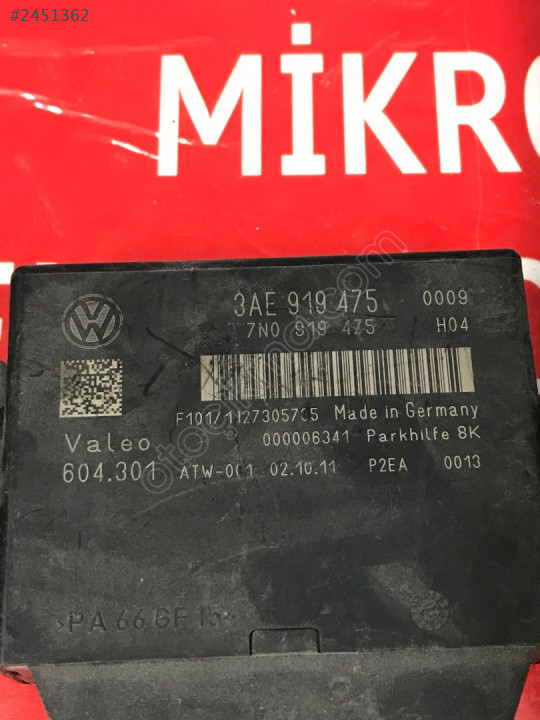 #2451362
MİKRO
3AE 919 475 0009
7N0 919 475 H04
Made in Germany
Valeo 000006341 Parkhilfe 8K
604.301 ATW-001 02.10.11 P2EA 0013
>PA 66 GF 15<